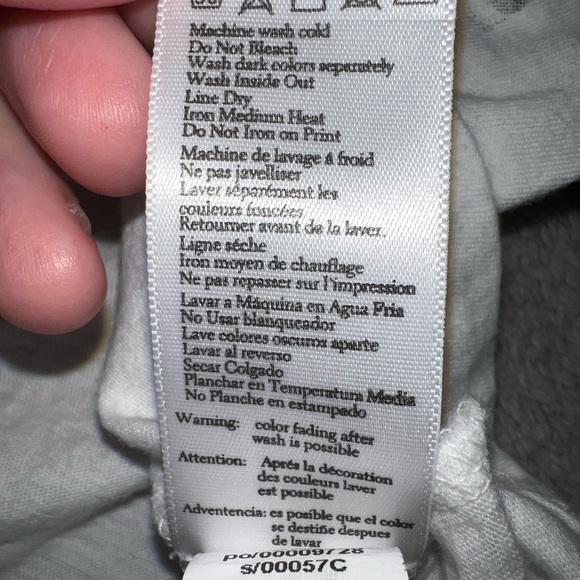 Machine wash cold
Do Not Bleach
Wash dark colors separately
Wash Inside Out
Line Dry
Iron Medium Heat
Do Not Iron on Print
Machine de lavage á froid
Ne pas javelliser
Laver séparément les
couleurs foncées
Retourner avant de la laver.
Ligne séche
Iron moyen de chauflage
Ne pas repasser sur l'impression
Lavar a Máquina en Agua Fria
No Usar blanqueador
Lave colores oscuros aparte
Lavar al reverso
Secar Colgado
Planchar en Temperatura Media
No Planche en estampado
Warning: color fading after
wash is possible
Attention: Aprés la décoration
des couleurs laver
est possible
Adventencia: es posible que el color
se destiñe despues
de lavar
po/00009728
s/00057C